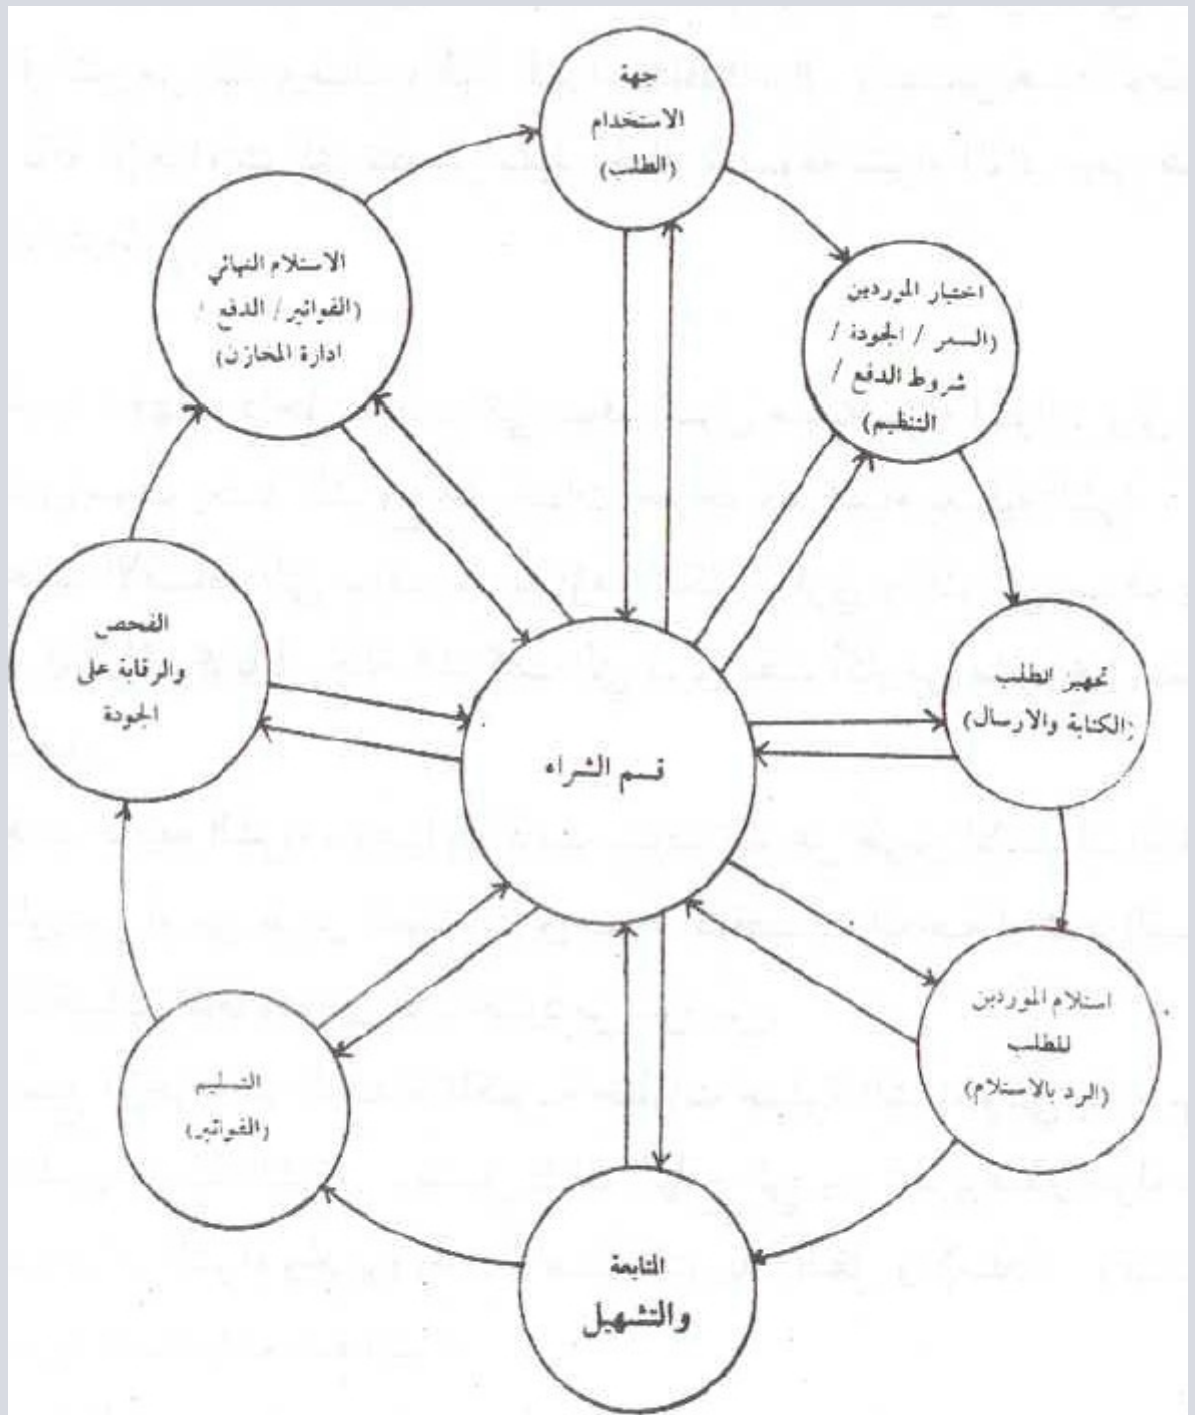 جهة
الاستخدام
(الطلب)
اختيار الموردين
(السعر / الجودة /
شروط الدفع /
التنظيم)
تجهيز الطلب
(الكتابة والارسال)
استلام الموردين
للطلب
(الرد بالاستلام)
المتابعة
والتشهيل
التسليم
(الفواتير)
الفحص
والرقابة على
الجودة
الاستلام النهائي
(الفواتير / الدفع /
ادارة المخازن)
قسم الشراء